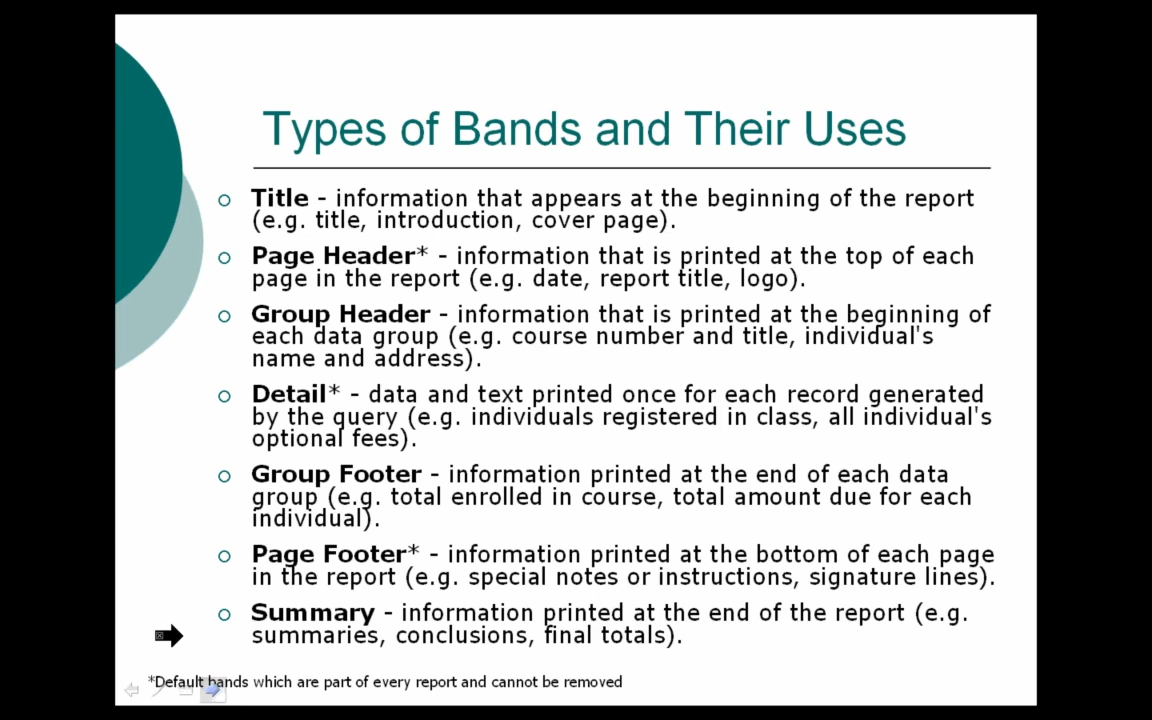 Types of Bands and Their Uses
Title - information that appears at the beginning of the report
(e.g. title, introduction, cover page).
Page Header* - information that is printed at the top of each
page in the report (e.g. date, report title, logo).
Group Header - information that is printed at the beginning of
each data group (e.g. course number and title, individual's
name and address).
Detail* - data and text printed once for each record generated
by the query (e.g. individuals registered in class, all individual's
optional fees).
Group Footer - information printed at the end of each data
group (e.g. total enrolled in course, total amount due for each
individual).
Page Footer* - information printed at the bottom of each page
in the report (e.g. special notes or instructions, signature lines).
Summary - information printed at the end of the report (e.g.
summaries, conclusions, final totals).
*Default bands which are part of every report and cannot be removed